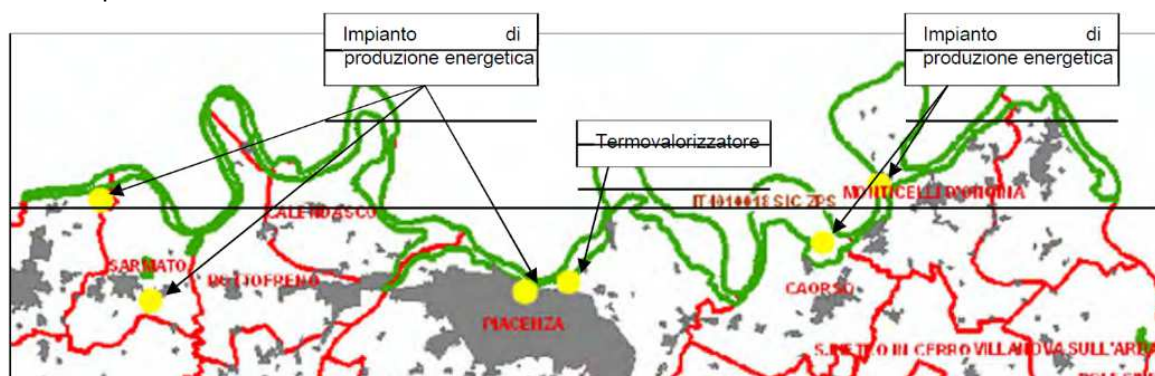 Impianto di
produzione energetica
Impianto di
produzione energetica
Termovalorizzatore
IT4010018 SIC ZPS
MONTICELLI D'ONGINA
CALENDASCO
SARMATO
ROTTOFRENO
CAORSO
PIACENZA
S.PIETRO IN CERRO
VILLANOVA SULL'ARDA